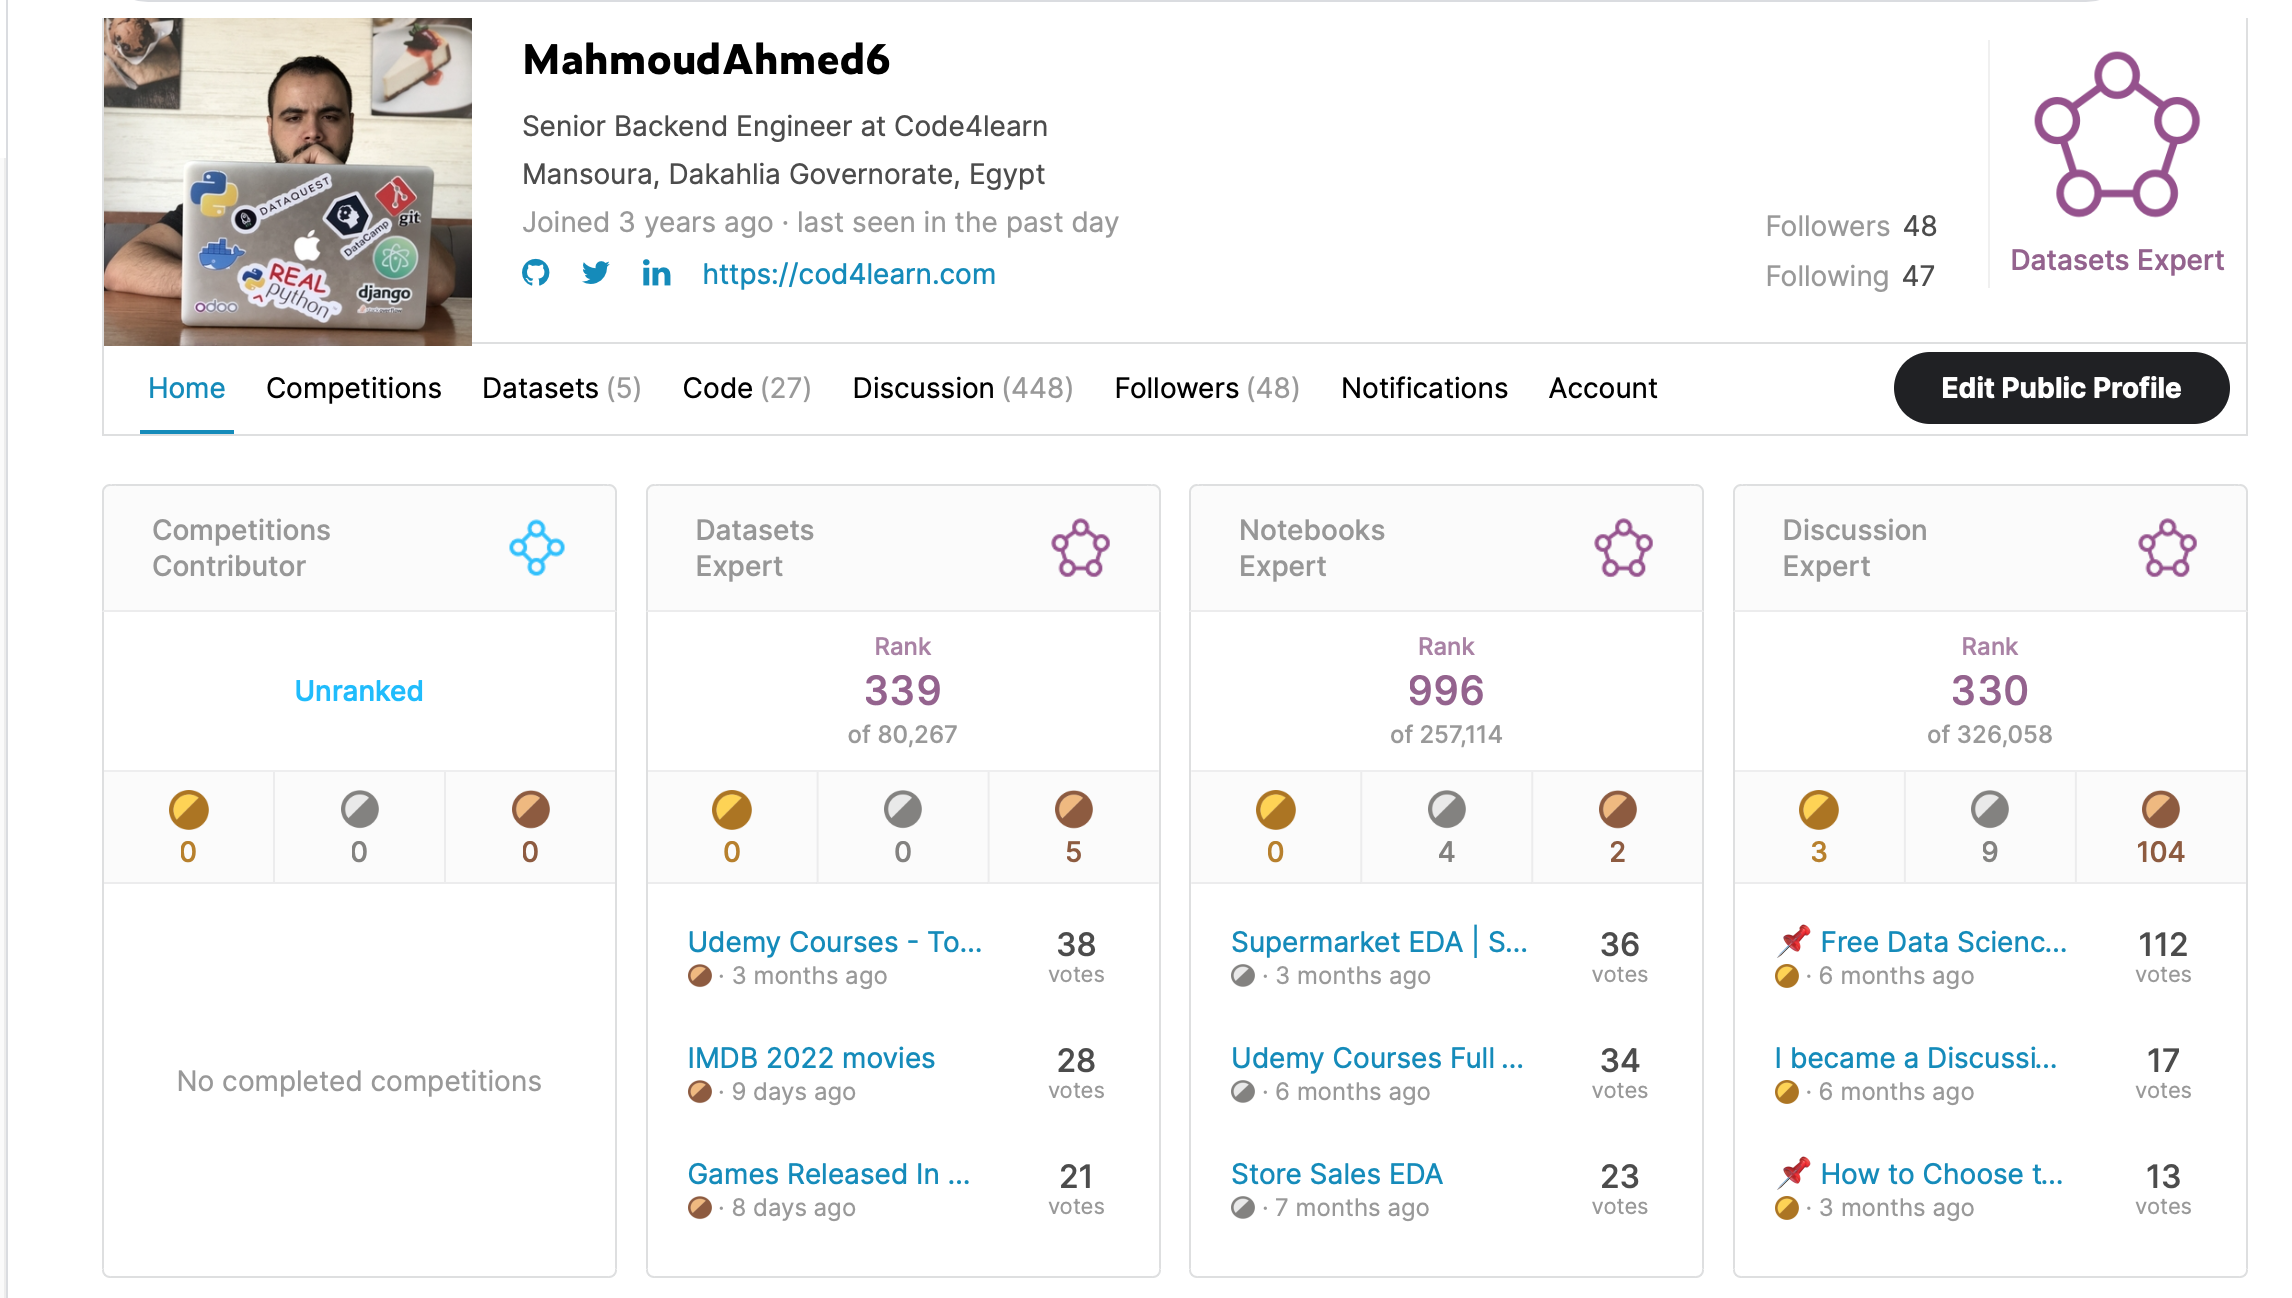 MahmoudAhmed6
Senior Backend Engineer at Code4learn
Mansoura, Dakahlia Governorate, Egypt
Joined 3 years ago · last seen in the past day
https://cod4learn.com
Followers 48
Following 47
Datasets Expert
DATAQUEST
git
DataCamp
REAL
python
django
odoo
Home Competitions Datasets (5) Code (27) Discussion (448) Followers (48) Notifications Account Edit Public Profile
Competitions
Contributor
Unranked
0 0 0
No completed competitions
Datasets
Expert
Rank
339
of 80,267
0 0 5
Udemy Courses - To... 38
· 3 months ago votes
IMDB 2022 movies 28
· 9 days ago votes
Games Released In ... 21
· 8 days ago votes
Notebooks
Expert
Rank
996
of 257,114
0 4 2
Supermarket EDA | S... 36
· 3 months ago votes
Udemy Courses Full ... 34
· 6 months ago votes
Store Sales EDA 23
· 7 months ago votes
Discussion
Expert
Rank
330
of 326,058
3 9 104
📌 Free Data Scienc... 112
· 6 months ago votes
I became a Discussi... 17
· 6 months ago votes
📌 How to Choose t... 13
· 3 months ago votes